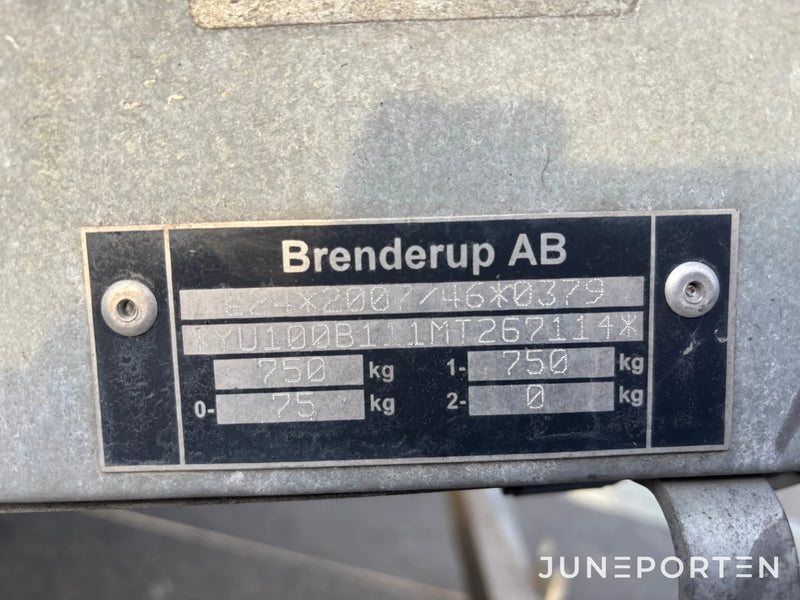 Brenderup AB
e24*2007/46*0379
750 kg 1- 750 kg
0- 75 kg 2- 0 kg
JUNEPORTEN